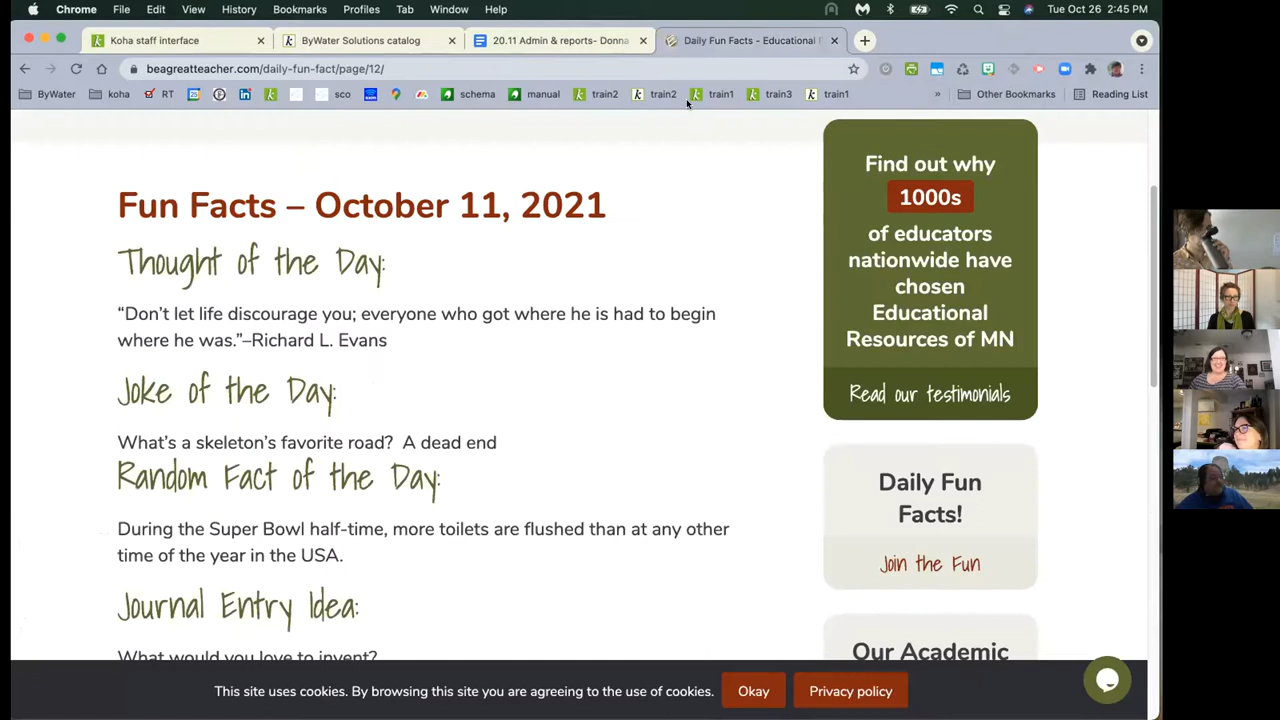 Chrome File Edit View History Bookmarks Profiles Tab Window Help Tue Oct 26 2:45 PM
Koha staff interface × ByWater Solutions catalog × 20.11 Admin & reports- Donna × Daily Fun Facts - Educational ×
beagreatteacher.com/daily-fun-fact/page/12/
ByWater koha RT sco schema manual train2 train2 train1 train3 train1 » Other Bookmarks Reading List
Fun Facts – October 11, 2021
Thought of the Day:
“Don’t let life discourage you; everyone who got where he is had to begin
where he was.”–Richard L. Evans
Joke of the Day:
What’s a skeleton’s favorite road? A dead end
Random Fact of the Day:
During the Super Bowl half-time, more toilets are flushed than at any other
time of the year in the USA.
Journal Entry Idea:
What would you love to invent?
Find out why
1000s
of educators
nationwide have
chosen
Educational
Resources of MN
Read our testimonials
Daily Fun
Facts!
Join the Fun
Our Academic
This site uses cookies. By browsing this site you are agreeing to the use of cookies. Okay Privacy policy